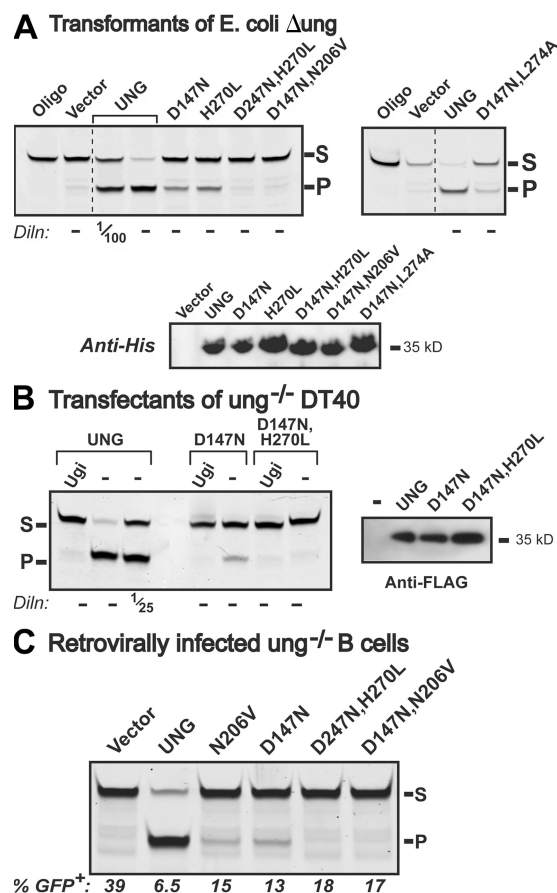 A Transformants of E. coli Δung
Oligo Vector UNG D147N H270L D247N,H270L D147N,N206V
S
P
Diln: - 1/100 - - - - -
Oligo Vector UNG D147N,L274A
S
P
- -
Vector UNG D147N H270L D147N,H270L D147N,N206V D147N,L274A
Anti-His
35 kD
B Transfectants of ung-/- DT40
UNG D147N D147N, H270L
Ugi - - Ugi - Ugi -
S
P
Diln: - - 1/25 - - - -
- UNG D147N D147N,H270L
35 kD
Anti-FLAG
C Retrovirally infected ung-/- B cells
Vector UNG N206V D147N D247N,H270L D147N,N206V
S
P
% GFP+: 39 6.5 15 13 18 17